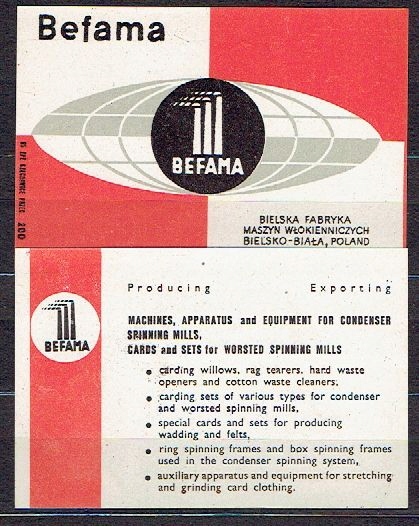 Befama
BEFAMA
BIELSKA FABRYKA
MASZYN WŁOKIENNICZYCH
BIELSKO-BIAŁA, POLAND
200
Producing Exporting
BEFAMA
MACHINES, APPARATUS and EQUIPMENT FOR CONDENSER
SPINNING MILLS,
CARDS and SETS for WORSTED SPINNING MILLS
• carding willows, rag tearers, hard waste
openers and cotton waste cleaners,
• carding sets of various types for condenser
and worsted spinning mills,
• special cards and sets for producing
wadding and felts,
• ring spinning frames and box spinning frames
used in the condenser spinning system,
• auxiliary apparatus and equipment for stretching
and grinding card clothing.